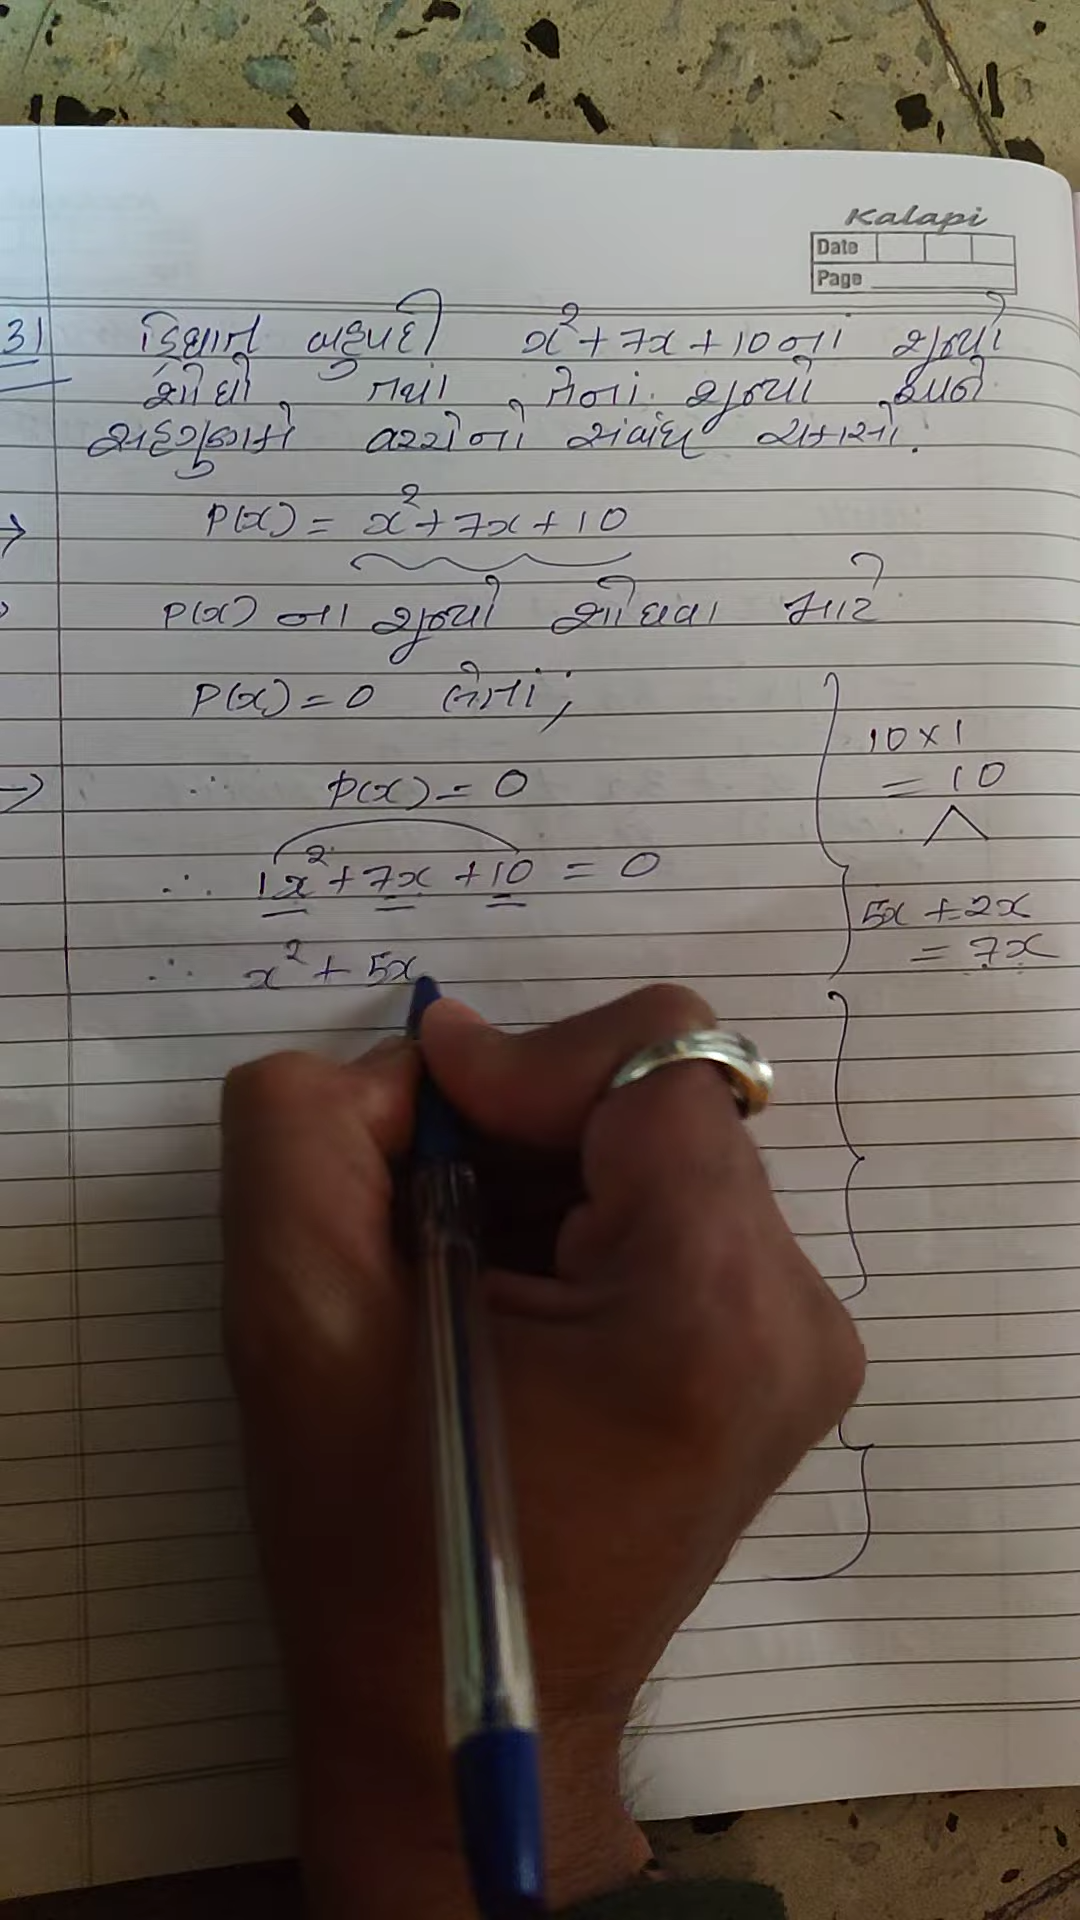 Kalapi
Date
Page
31 દ્વિઘાત બહુપદી x² + 7x + 10 નાં શૂન્યો
શોધો તથા તેનાં શૂન્યો અને
સહગુણકો વચ્ચેનો સંબંધ ચકાસો.
→ P(x) = x² + 7x + 10
P(x) ના શૂન્યો શોધવા માટે
P(x) = 0 લેતાં;
→ ∴ P(x) = 0
∴ 1x² + 7x + 10 = 0
∴ x² + 5x
10 × 1
= 10
5x + 2x
= 7x